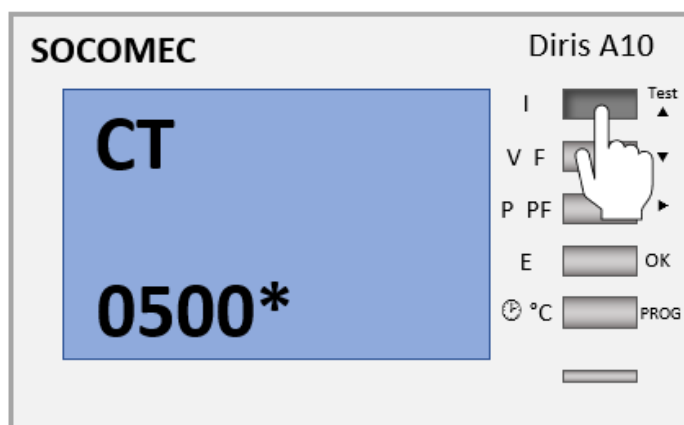 SOCOMEC
Diris A10
CT
0500*
I
Test ▲
V F
▼
P PF
►
E
OK
°C
PROG